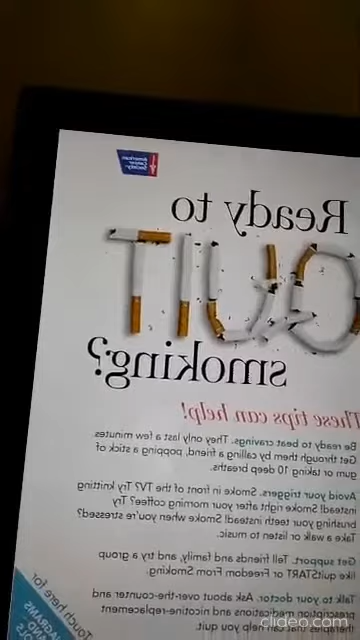 American
Cancer
Society
Ready to
QUIT
smoking?
These tips can help!
Be ready to beat cravings. They only last a few minutes.
Get through them by calling a friend, popping a stick of
gum or taking 10 deep breaths.
Avoid your triggers. Smoke in front of the TV? Try knitting
instead! Smoke right after your morning coffee? Try
brushing your teeth instead! Smoke when you're stressed?
Take a walk or listen to music.
Get support. Tell friends and family, and try a group
like quitSTART or Freedom From Smoking.
Talk to your doctor. Ask about over-the-counter and
prescription medications and nicotine-replacement
therapies that can help you quit.
Touch here for
clideo.com